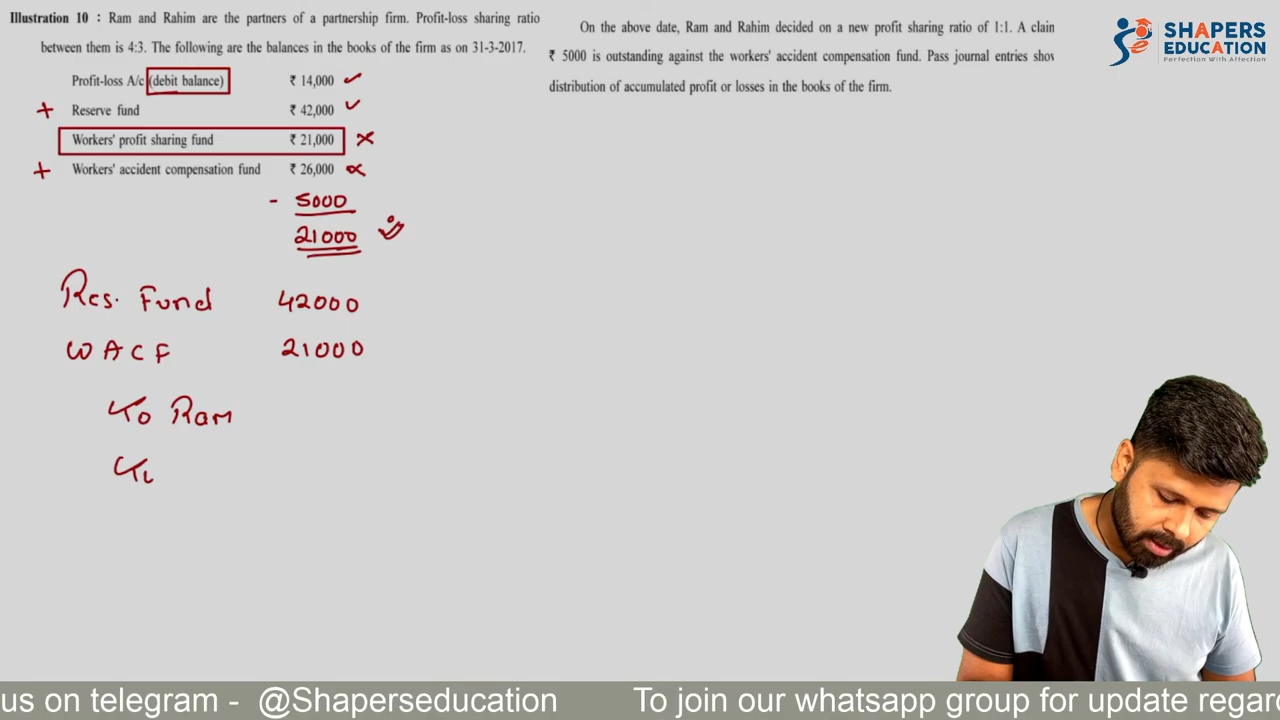 Illustration 10 : Ram and Rahim are the partners of a partnership firm. Profit-loss sharing ratio
between them is 4:3. The following are the balances in the books of the firm as on 31-3-2017.
Profit-loss A/c (debit balance) ₹ 14,000
+ Reserve fund ₹ 42,000
Workers' profit sharing fund ₹ 21,000
+ Workers' accident compensation fund ₹ 26,000
- 5000
21000
Res. Fund 42000
W A C F 21000
To Ram
To
On the above date, Ram and Rahim decided on a new profit sharing ratio of 1:1. A
₹ 5000 is outstanding against the workers' accident compensation fund. Pass journal entries
distribution of accumulated profit or losses in the books of the firm.
SHAPERS
EDUCATION
Perfection With Affection
us on telegram - @Shaperseducation To join our whatsapp group for update